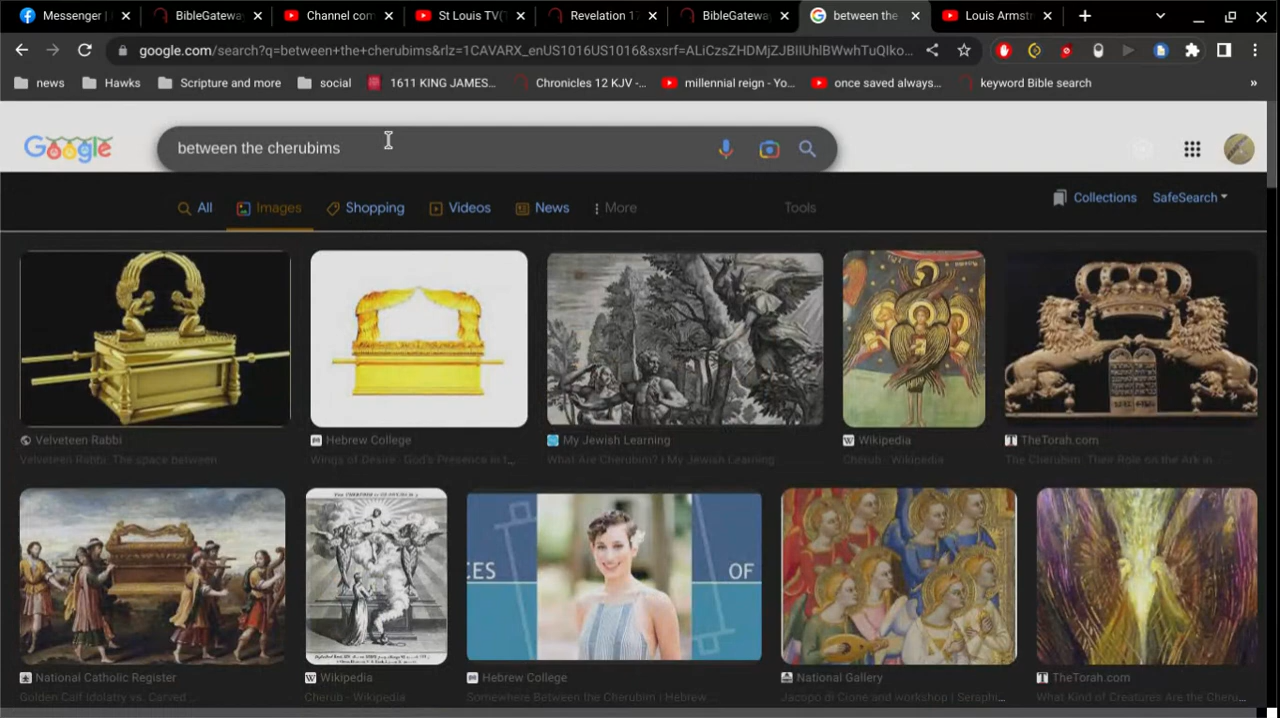 Messenger |
BibleGatewa
Channel com
St Louis TV(
Revelation 1
BibleGatewa
between the
Louis Armst
google.com/search?q=between+the+cherubims&rlz=1CAVARX_enUS1016US1016&sxsrf=ALiCzsZHDMjZJBIIUhlBWwhTuQIko...
news
Hawks
Scripture and more
social
1611 KING JAMES...
Chronicles 12 KJV -...
millennial reign - Yo...
once saved always...
keyword Bible search
»
Google
between the cherubims
All
Images
Shopping
Videos
News
More
Tools
Collections
SafeSearch
Velveteen Rabbi
Velveteen Rabbi: The space between
Hebrew College
Wings of Desire: God's Presence in t...
My Jewish Learning
What Are Cherubim? | My Jewish Learning
Wikipedia
Cherub - Wikipedia
TheTorah.com
The Cherubim: Their Role on the Ark in ...
CES
OF
National Catholic Register
Golden Calf Idolatry vs. Carved ...
Wikipedia
Cherub - Wikipedia
Hebrew College
Somewhere Between the Cherubim | Hebrew ...
National Gallery
Jacopo di Cione and workshop | Seraph...
TheTorah.com
What Kind of Creatures Are the Cheru...